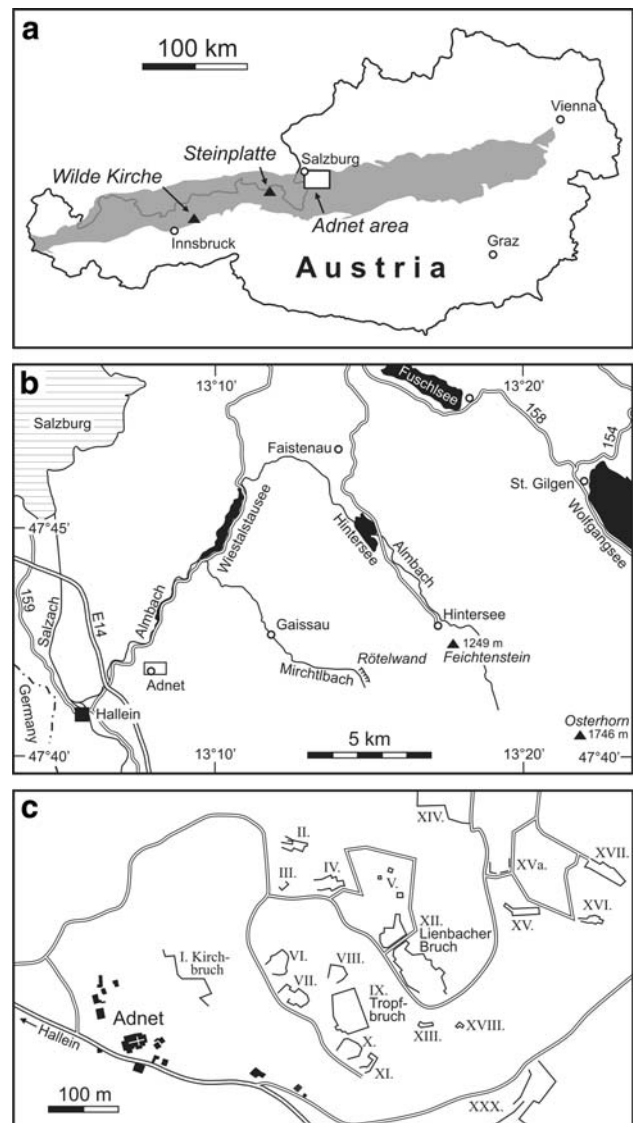 a
100 km
Vienna
Steinplatte
Salzburg
Wilde Kirche
Adnet area
Innsbruck
Graz
Austria
b
13°10'
13°20'
Fuschlsee
Salzburg
158
154
Faistenau
St. Gilgen
Wolfgangsee
47°45'
Wiestalstausee
Hintersee
Almbach
159
Salzach
E14
Almbach
Gaissau
Hintersee
1249 m
Feichtenstein
Rötelwand
Mirchtlbach
Adnet
Germany
Hallein
Osterhorn
1746 m
5 km
47°40'
13°10'
13°20'
47°40'
c
XIV.
II.
XVa.
XVII.
III.
IV.
V.
XII.
Lienbacher
Bruch
XV.
XVI.
I. Kirch-
bruch
VI.
VIII.
VII.
IX.
Tropf-
bruch
XIII.
XVIII.
Adnet
X.
XI.
Hallein
100 m
XXX.